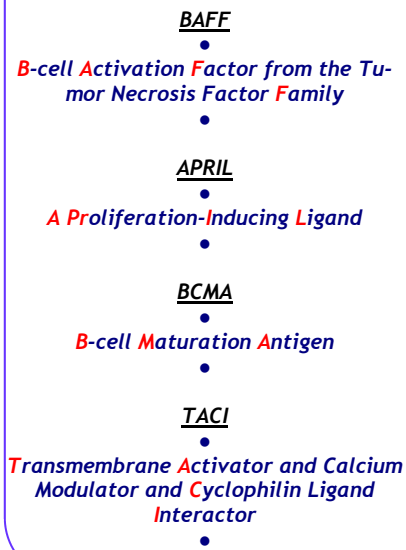 BAFF
•
B-cell Activation Factor from the Tu-
mor Necrosis Factor Family
•
APRIL
•
A Proliferation-Inducing Ligand
•
BCMA
•
B-cell Maturation Antigen
•
TACI
•
Transmembrane Activator and Calcium
Modulator and Cyclophilin Ligand
Interactor
•